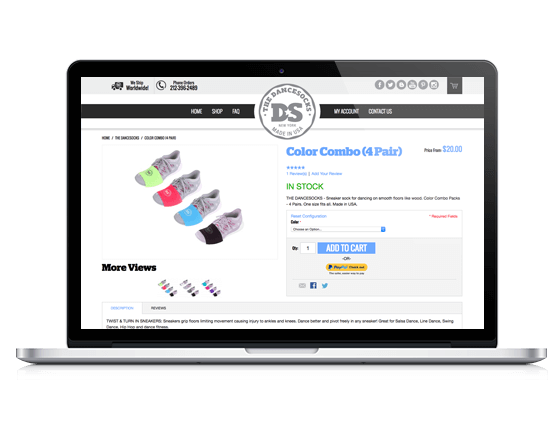 We Ship
Worldwide!
Phone Orders
212-396-2489
HOME SHOP FAQ
THE DANCESOCKS
DS
NEW YORK
MADE IN USA
MY ACCOUNT CONTACT US
HOME / THE DANCESOCKS / COLOR COMBO (4 PAIRS)
Color Combo (4 Pair)
Price From: $20.00
1 Review(s) | Add Your Review
IN STOCK
THE DANCESOCKS - Sneaker sock for dancing on smooth floors like wood. Color Combo Packs
- 4 Pairs. One size fits all. Made in USA.
Reset Configuration
* Required Fields
Color *
Choose an Option...
Qty: 1 ADD TO CART
-OR-
PayPal Check out
The safer, easier way to pay
More Views
DESCRIPTION REVIEWS
TWIST & TURN IN SNEAKERS: Sneakers grip floors limiting movement causing injury to ankles and knees. Dance better and pivot freely in any sneaker! Great for Salsa Dance, Line Dance, Swing
Dance, Hip Hop and dance fitness.